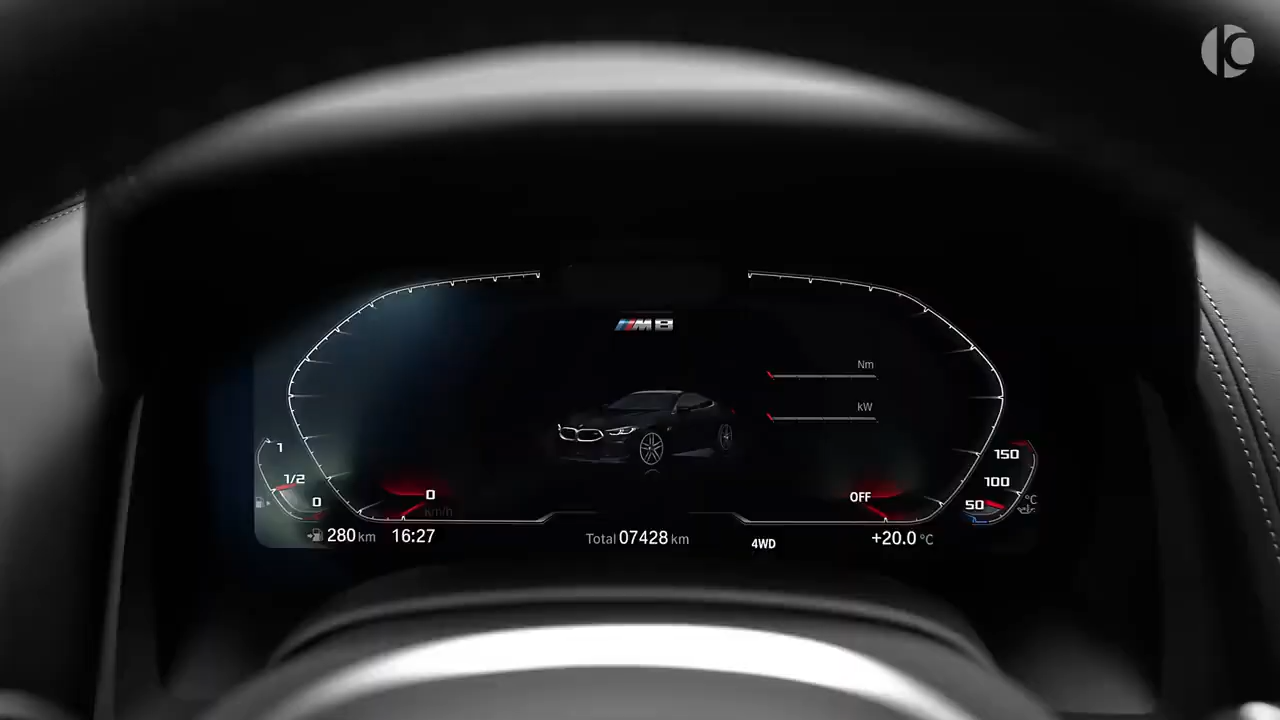 M8
Nm
kW
1
1/2
0
0
km/h
OFF
150
100
50
°C
280 km
16:27
Total 07428 km
4WD
+20.0 °C